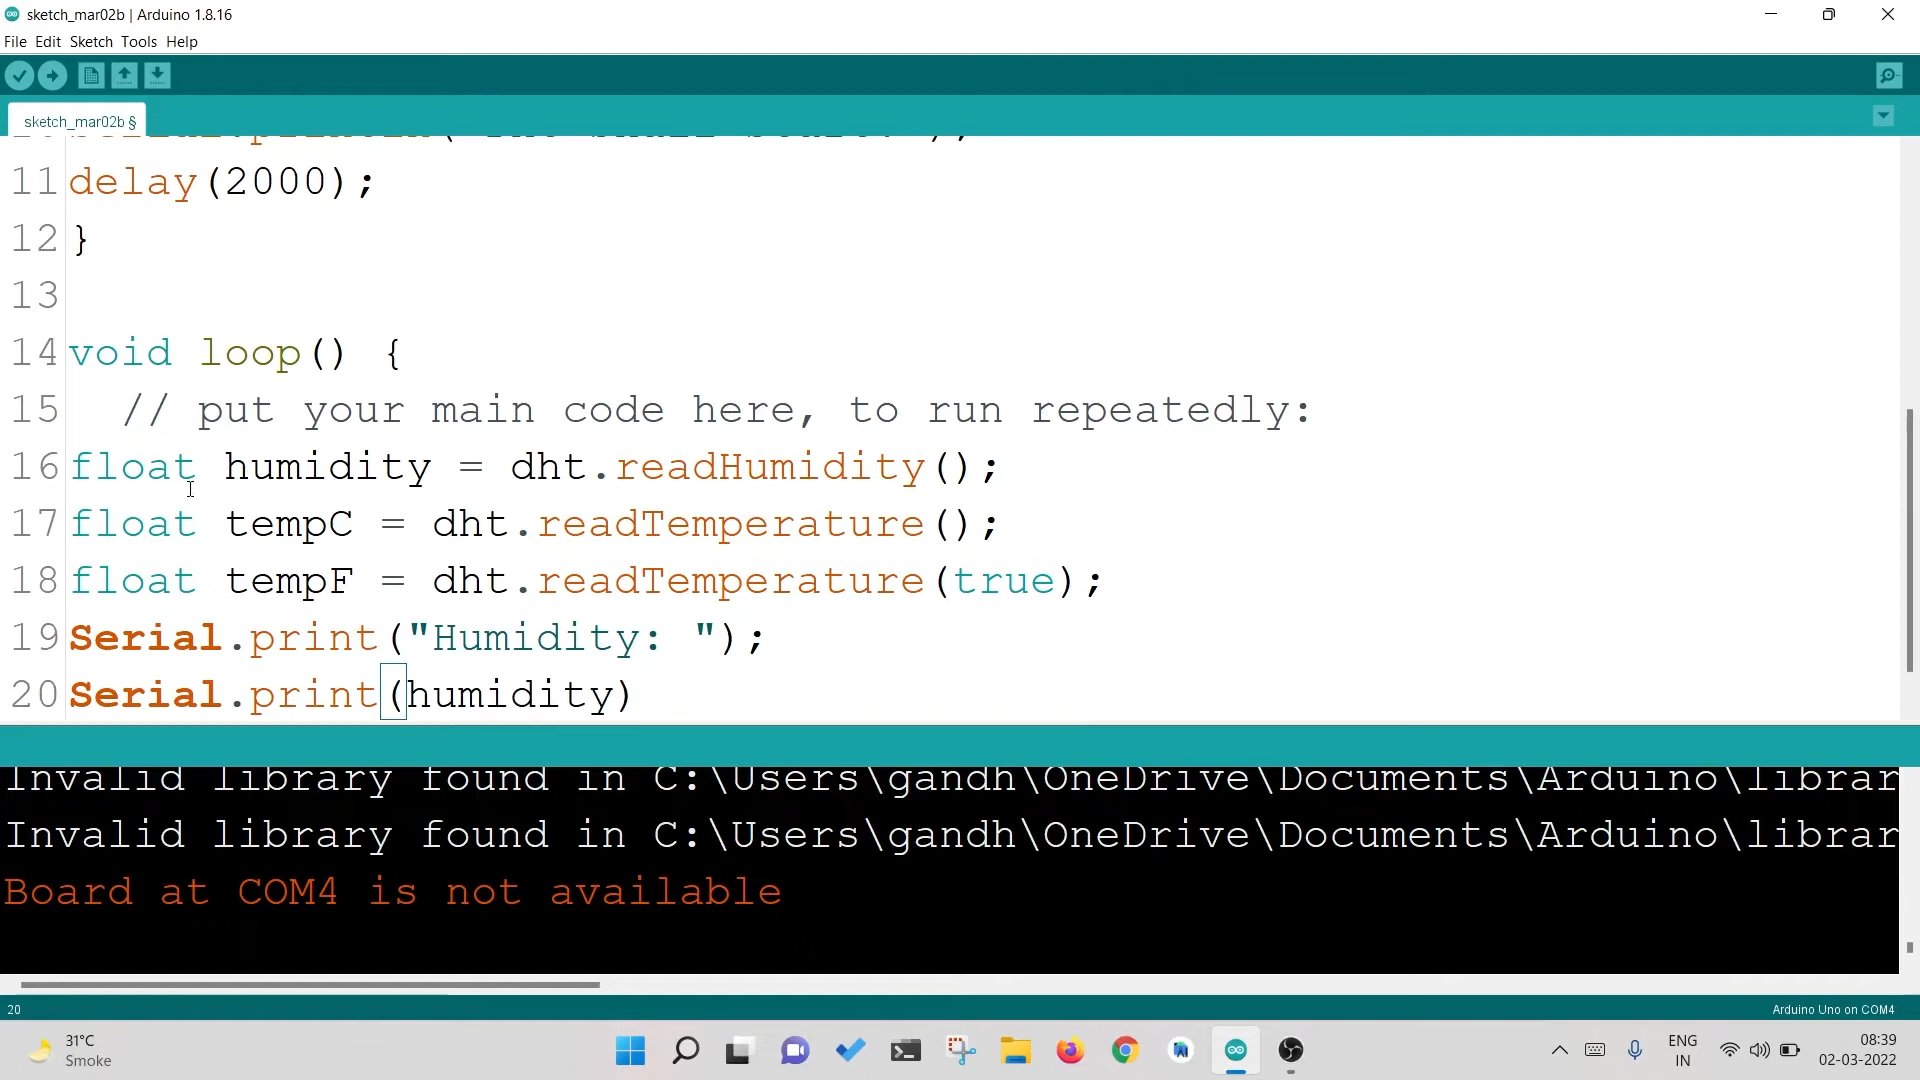 sketch_mar02b | Arduino 1.8.16
File Edit Sketch Tools Help
sketch_mar02b §
11 delay(2000);
12 }
13
14 void loop() {
15 // put your main code here, to run repeatedly:
16 float humidity = dht.readHumidity();
17 float tempC = dht.readTemperature();
18 float tempF = dht.readTemperature(true);
19 Serial.print("Humidity: ");
20 Serial.print(humidity)
Invalid library found in C:\Users\gandh\OneDrive\Documents\Arduino\librar
Invalid library found in C:\Users\gandh\OneDrive\Documents\Arduino\librar
Board at COM4 is not available
20 Arduino Uno on COM4
31°C
Smoke
ENG
IN
08:39
02-03-2022